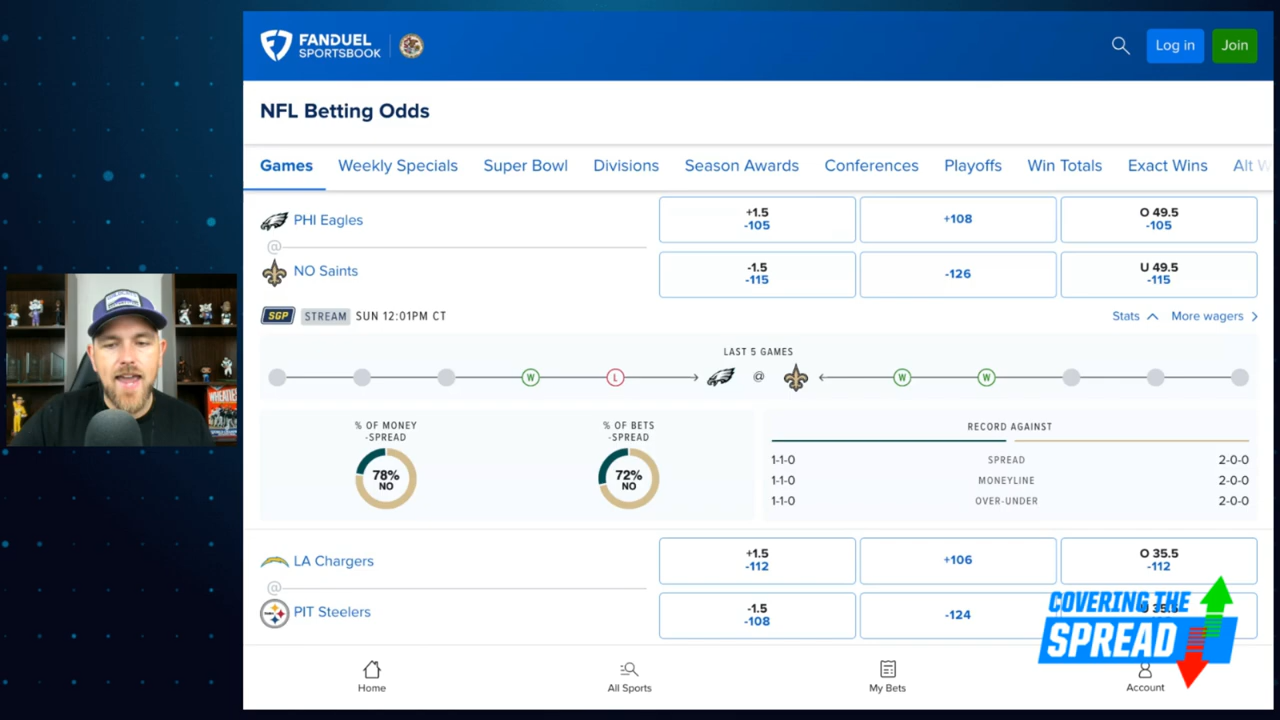 FANDUEL
SPORTSBOOK
Log in
Join
NFL Betting Odds
Games
Weekly Specials
Super Bowl
Divisions
Season Awards
Conferences
Playoffs
Win Totals
Exact Wins
Alt W
PHI Eagles
+1.5
-105
+108
O 49.5
-105
@
NO Saints
-1.5
-115
-126
U 49.5
-115
SGP
STREAM
SUN 12:01PM CT
Stats
More wagers
LAST 5 GAMES
W
L
@
W
W
% OF MONEY
-SPREAD
78%
NO
% OF BETS
-SPREAD
72%
NO
RECORD AGAINST
1-1-0 SPREAD 2-0-0
1-1-0 MONEYLINE 2-0-0
1-1-0 OVER-UNDER 2-0-0
LA Chargers
+1.5
-112
+106
O 35.5
-112
@
PIT Steelers
-1.5
-108
-124
COVERING THE
SPREAD
Home
All Sports
My Bets
Account
WHEATIES